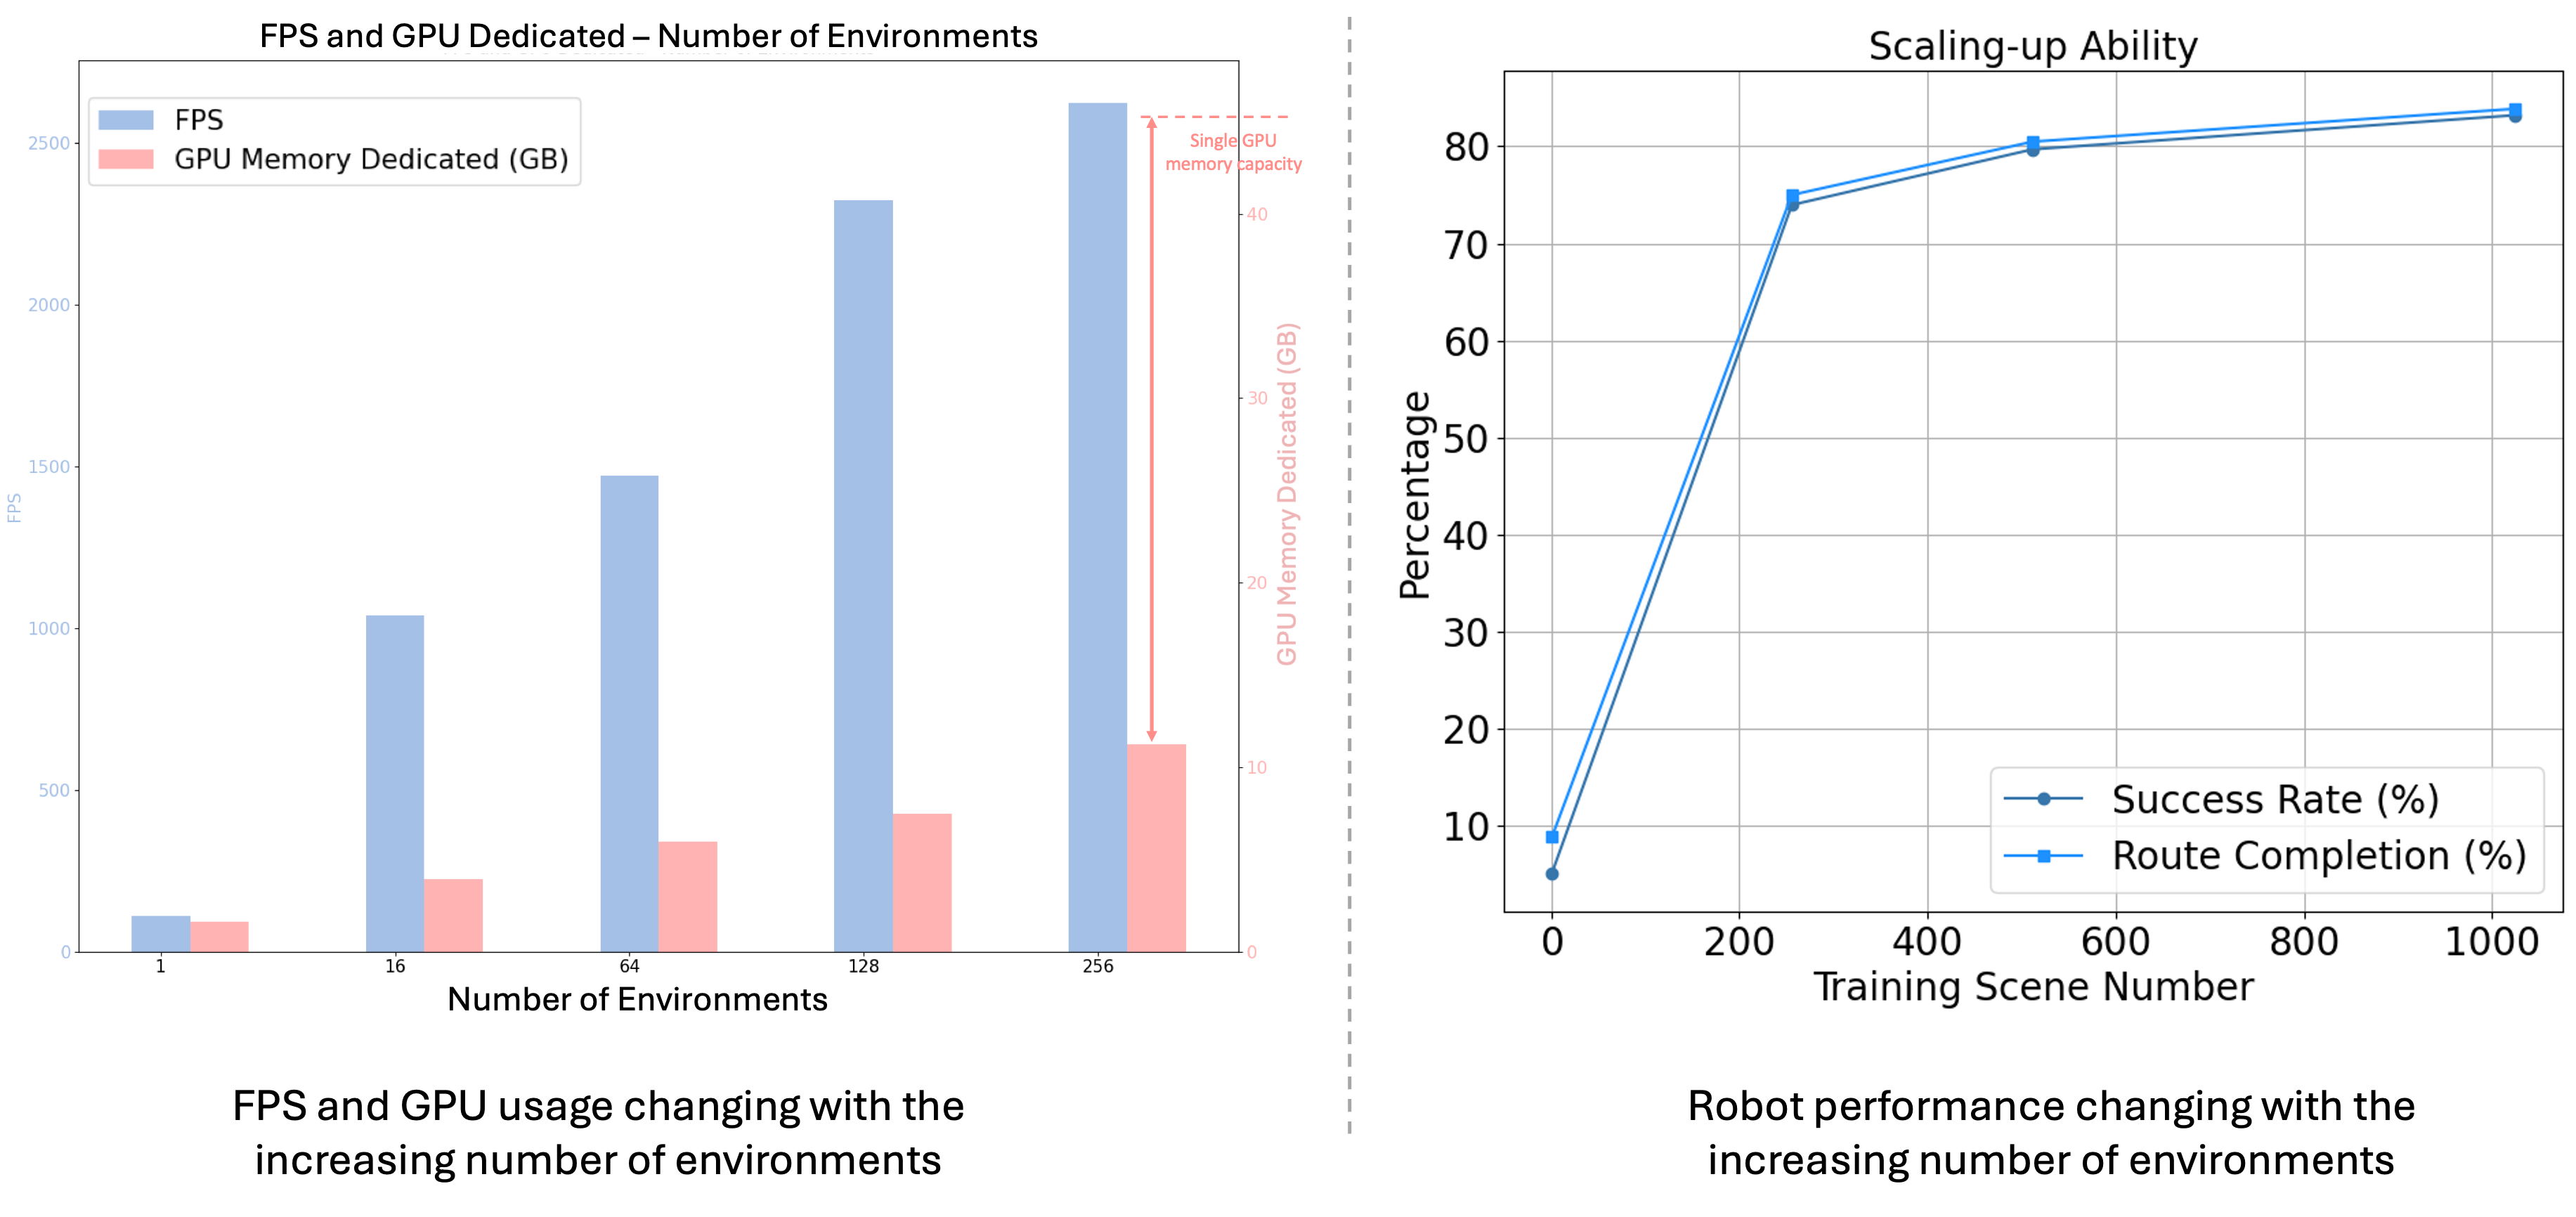 FPS and GPU Dedicated – Number of Environments
FPS
GPU Memory Dedicated (GB)
Single GPU
memory capacity
2500
2000
1500
1000
500
0
FPS
40
30
20
10
0
GPU Memory Dedicated (GB)
1
16
64
128
256
Number of Environments
FPS and GPU usage changing with the
increasing number of environments
Scaling-up Ability
80
70
60
50
40
30
20
10
Percentage
Success Rate (%)
Route Completion (%)
0
200
400
600
800
1000
Training Scene Number
Robot performance changing with the
increasing number of environments